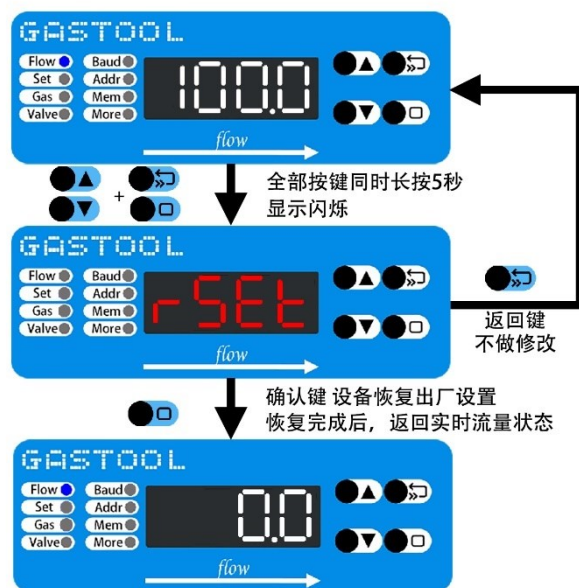 GASTOOL
Flow Baud
Set Addr
Gas Mem
Valve More
100.0
flow
+
全部按键同时长按5秒
显示闪烁
GASTOOL
Flow Baud
Set Addr
Gas Mem
Valve More
rSEt
flow
返回键
不做修改
确认键 设备恢复出厂设置
恢复完成后，返回实时流量状态
GASTOOL
Flow Baud
Set Addr
Gas Mem
Valve More
0.0
flow